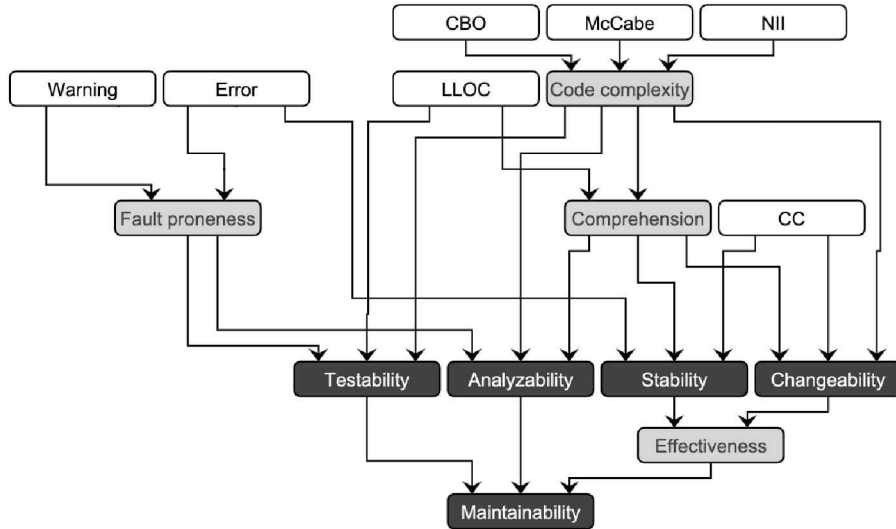 CBO
McCabe
NII
Warning
Error
LLOC
Code complexity
Fault proneness
Comprehension
CC
Testability
Analyzability
Stability
Changeability
Effectiveness
Maintainability